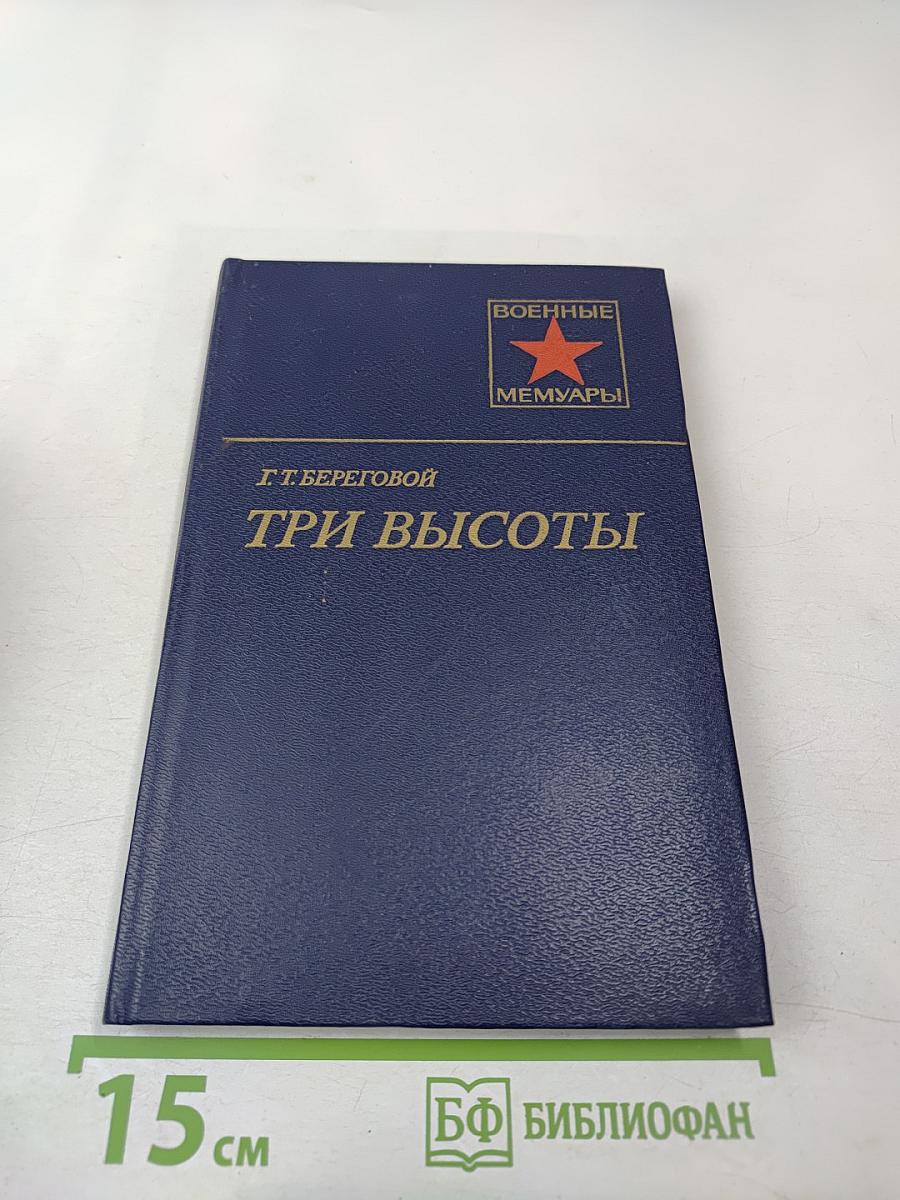 ВОЕННЫЕ
МЕМУАРЫ
Г. Т. БЕРЕГОВОЙ
ТРИ ВЫСОТЫ
15 см
БФ БИБЛИОФАН